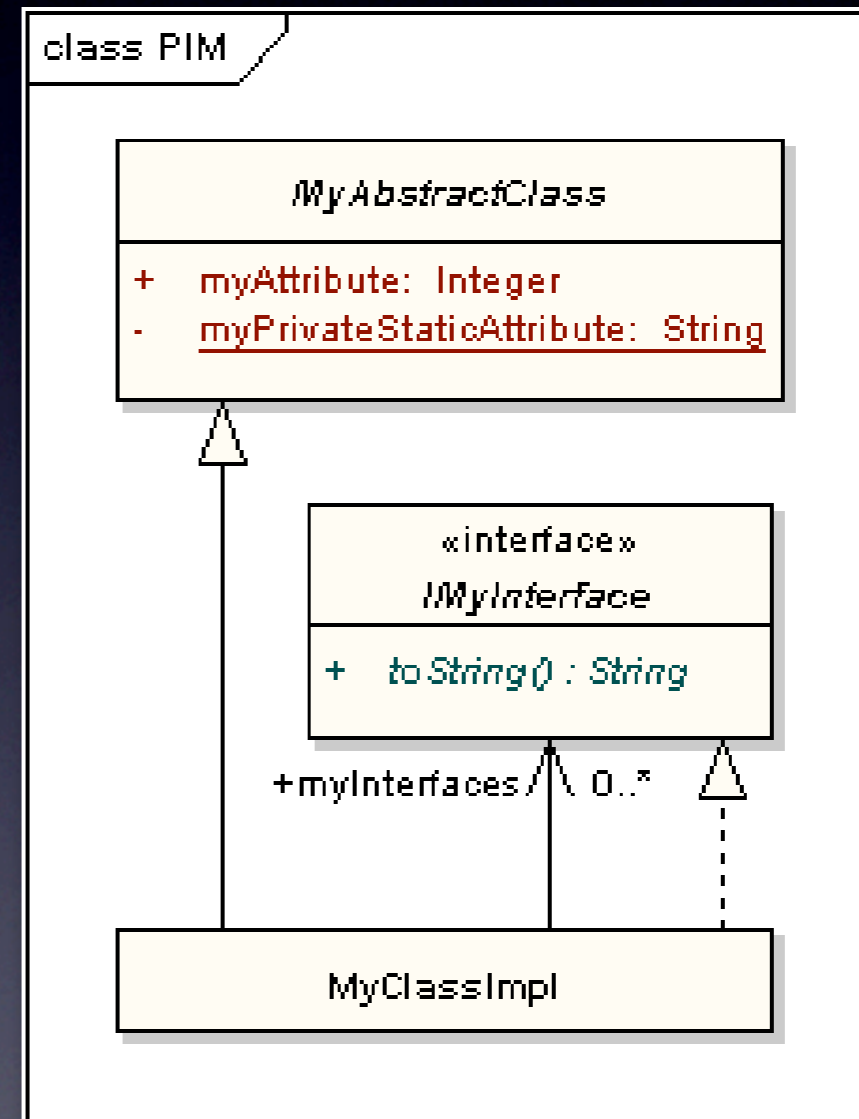 class PIM
MyAbstractClass
+ myAttribute: Integer
- myPrivateStaticAttribute: String
«interface»
IMyInterface
+ toString() : String
+myInterfaces 0..*
MyClassImpl